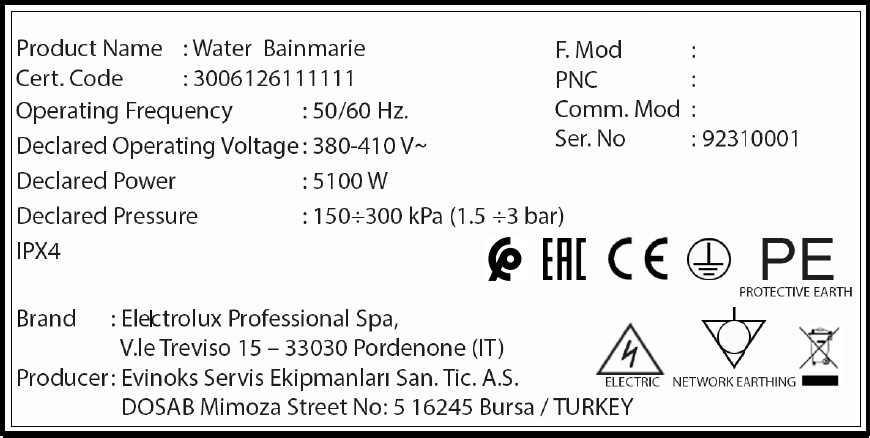 Product Name : Water Bainmarie
Cert. Code : 3006126111111
Operating Frequency : 50/60 Hz.
Declared Operating Voltage : 380-410 V~
Declared Power : 5100 W
Declared Pressure : 150÷300 kPa (1.5 ÷3 bar)
IPX4
F. Mod :
PNC :
Comm. Mod :
Ser. No : 92310001
EAC CE PE
PROTECTIVE EARTH
Brand : Electrolux Professional Spa,
V.le Treviso 15 – 33030 Pordenone (IT)
Producer : Evinoks Servis Ekipmanları San. Tic. A.S.
DOSAB Mimoza Street No: 5 16245 Bursa / TURKEY
ELECTRIC NETWORK EARTHING